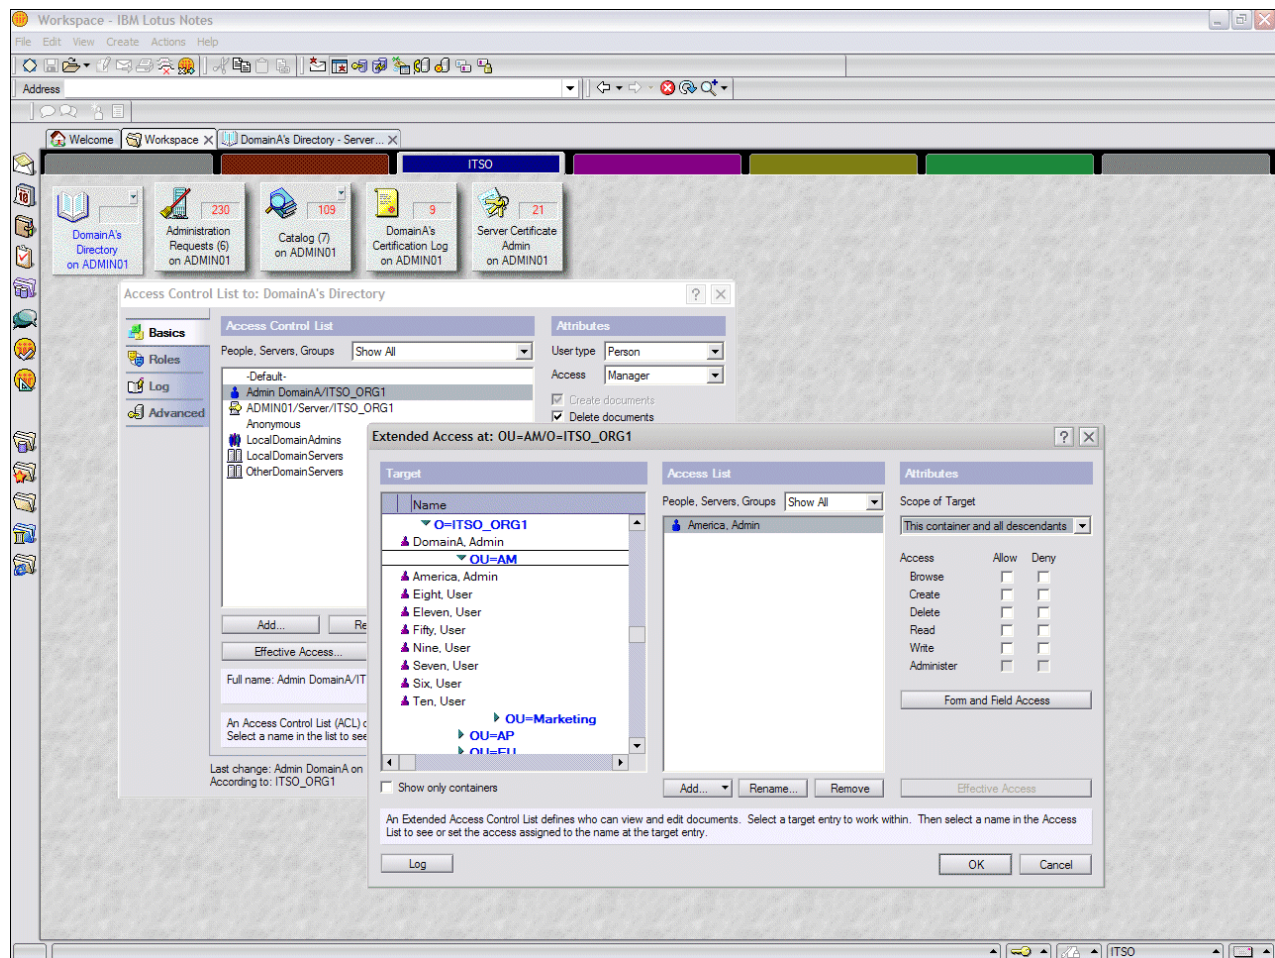 Workspace - IBM Lotus Notes
File Edit View Create Actions Help
Address
Welcome Workspace DomainA's Directory - Server...
ITSO
DomainA's Directory on ADMIN01
230 Administration Requests (6) on ADMIN01
109 Catalog (7) on ADMIN01
9 DomainA's Certification Log on ADMIN01
21 Server Certificate Admin on ADMIN01
Access Control List to: DomainA's Directory
Basics
Roles
Log
Advanced
Access Control List
People, Servers, Groups Show All
-Default-
Admin DomainA/ITSO_ORG1
ADMIN01/Server/ITSO_ORG1
Anonymous
LocalDomainAdmins
LocalDomainServers
OtherDomainServers
Attributes
User type Person
Access Manager
Create documents
Delete documents
Add... Re
Effective Access...
Full name: Admin DomainA/IT
An Access Control List (ACL) c
Select a name in the list to see
Last change: Admin DomainA on
According to: ITSO_ORG1
Extended Access at: OU=AM/O=ITSO_ORG1
Target
Name
O=ITSO_ORG1
DomainA, Admin
OU=AM
America, Admin
Eight, User
Eleven, User
Fifty, User
Nine, User
Seven, User
Six, User
Ten, User
OU=Marketing
OU=AP
OU=EU
Show only containers
Access List
People, Servers, Groups Show All
America, Admin
Add... Rename... Remove
Attributes
Scope of Target
This container and all descendants
Access Allow Deny
Browse
Create
Delete
Read
Write
Administer
Form and Field Access
Effective Access
An Extended Access Control List defines who can view and edit documents. Select a target entry to work within. Then select a name in the Access
List to see or set the access assigned to the name at the target entry.
Log
OK Cancel
ITSO